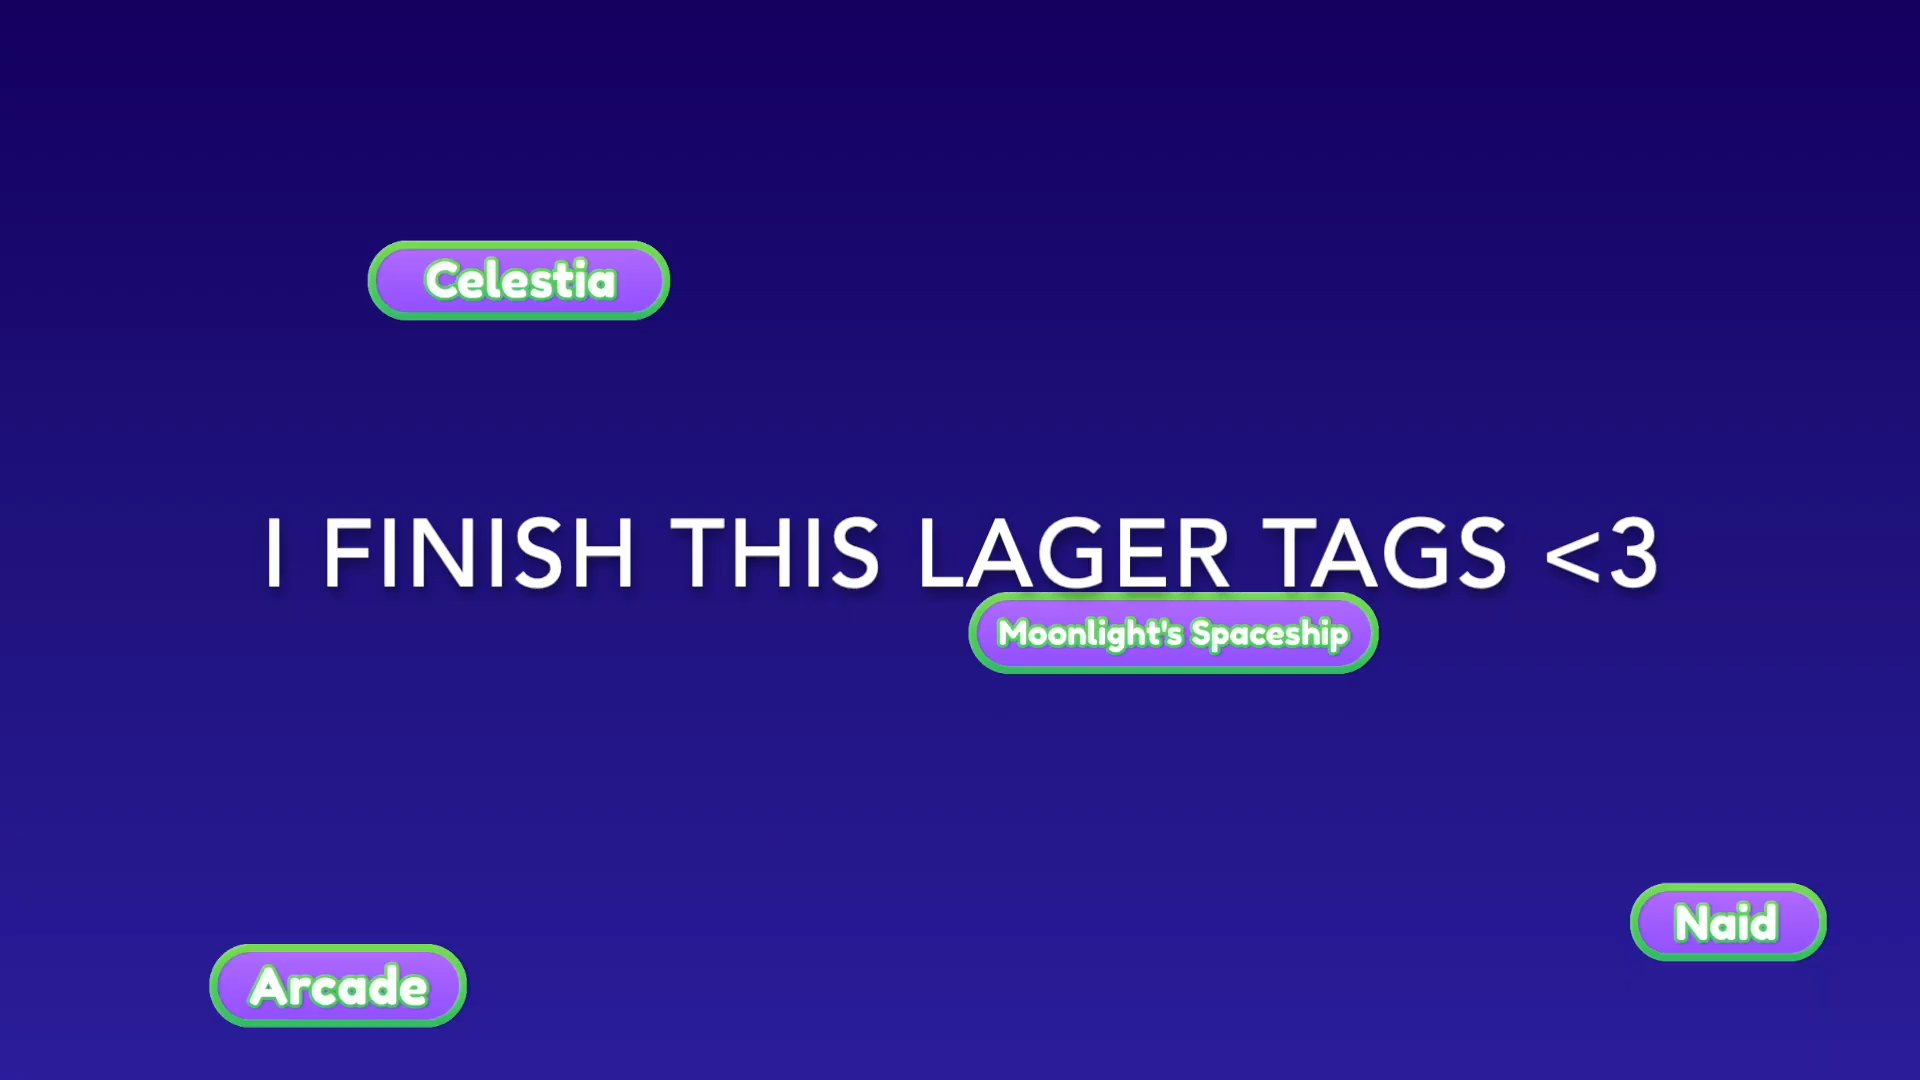 Celestia
I FINISH THIS LAGER TAGS <3
Moonlight's Spaceship
Naid
Arcade